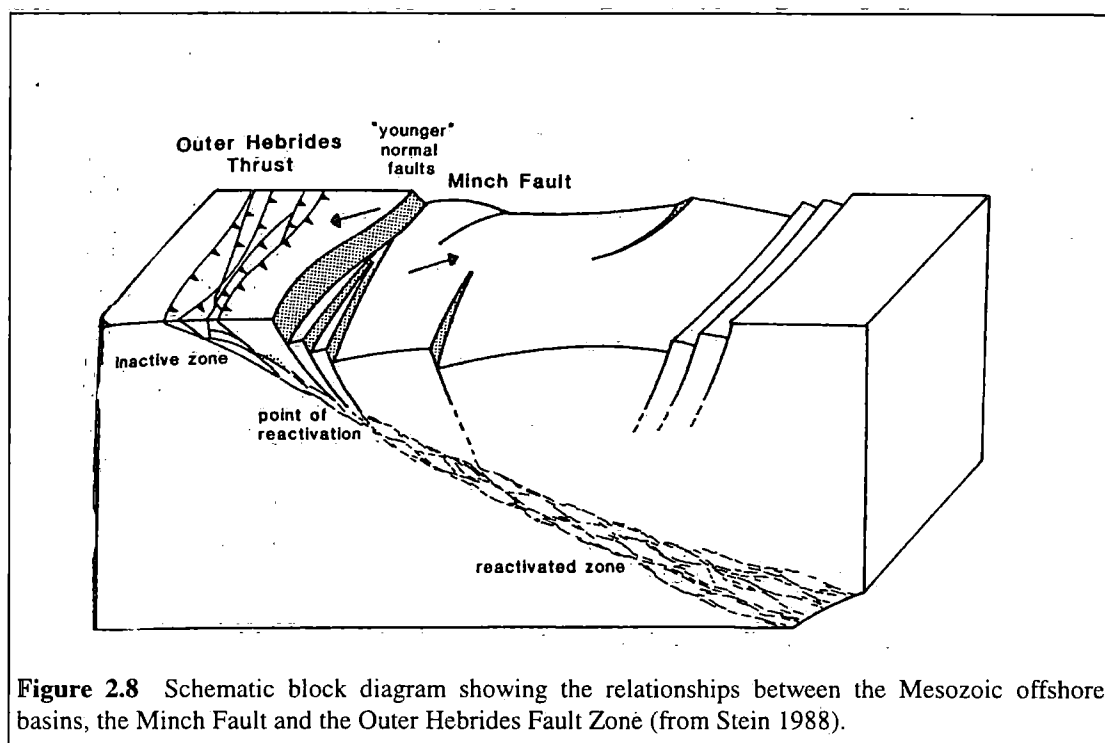 Outer Hebrides
Thrust
"younger"
normal
faults
Minch Fault
inactive zone
point of
reactivation
reactivated zone
Figure 2.8 Schematic block diagram showing the relationships between the Mesozoic offshore
basins, the Minch Fault and the Outer Hebrides Fault Zone (from Stein 1988).